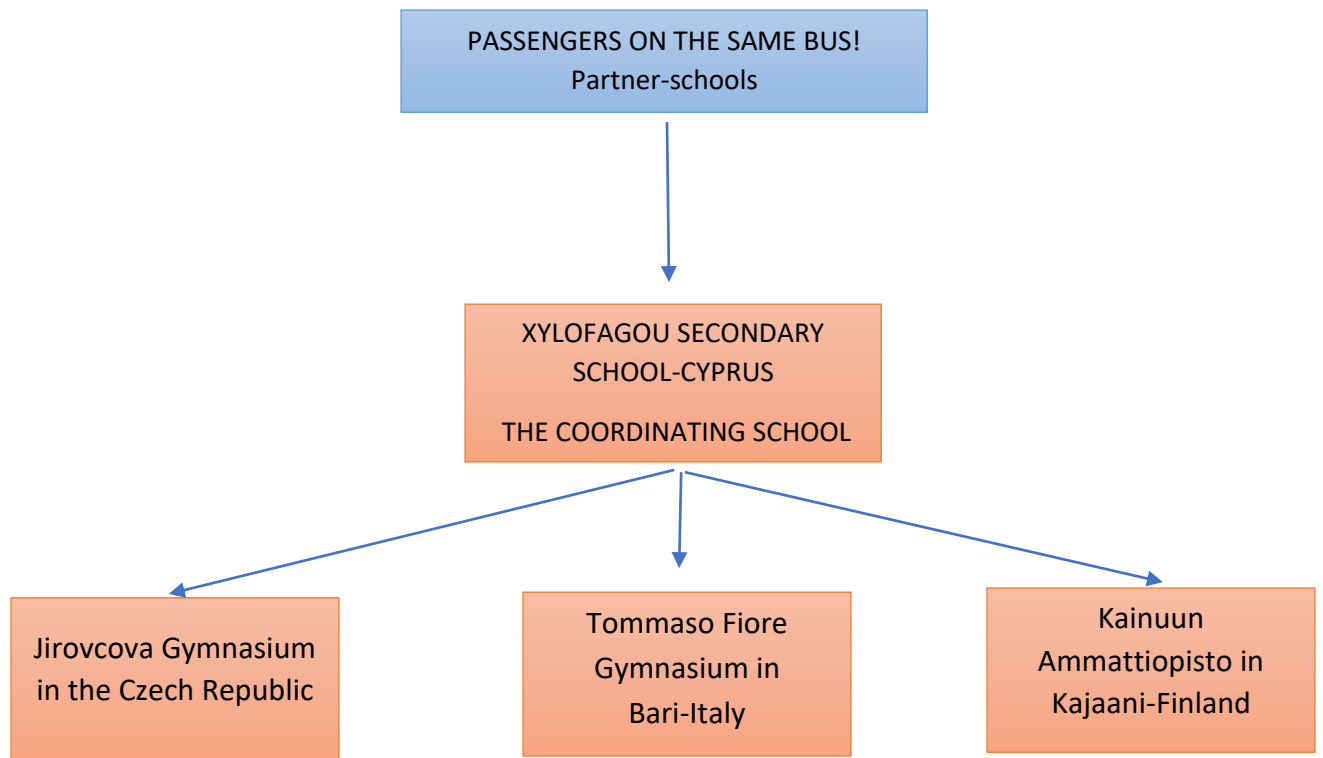 PASSENGERS ON THE SAME BUS!
Partner-schools
XYLOFAGOU SECONDARY
SCHOOL-CYPRUS
THE COORDINATING SCHOOL
Jirovcova Gymnasium
in the Czech Republic
Tommaso Fiore
Gymnasium in
Bari-Italy
Kainuun
Ammattiopisto in
Kajaani-Finland